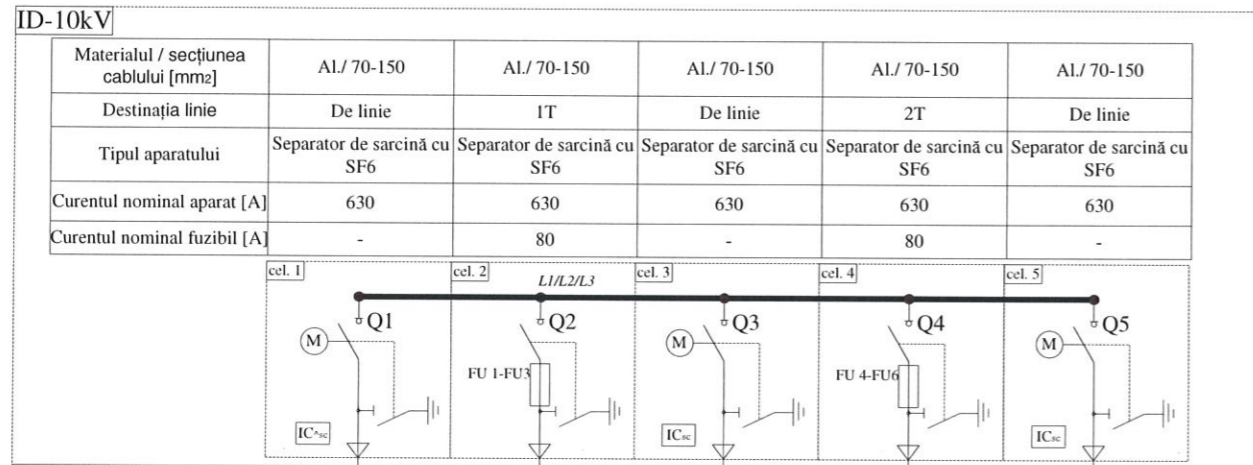 ID-10kV
Materialul / secțiunea cablului [mm2] Al./ 70-150 Al./ 70-150 Al./ 70-150 Al./ 70-150 Al./ 70-150
Destinația linie De linie 1T De linie 2T De linie
Tipul aparatului Separator de sarcină cu SF6 Separator de sarcină cu SF6 Separator de sarcină cu SF6 Separator de sarcină cu SF6 Separator de sarcină cu SF6
Curentul nominal aparat [A] 630 630 630 630 630
Curentul nominal fuzibil [A] - 80 - 80 -
cel. 1 cel. 2 cel. 3 cel. 4 cel. 5
L1/L2/L3
Q1 Q2 Q3 Q4 Q5
M M M
FU 1-FU3 FU 4-FU6
IC^sc ICsc ICsc